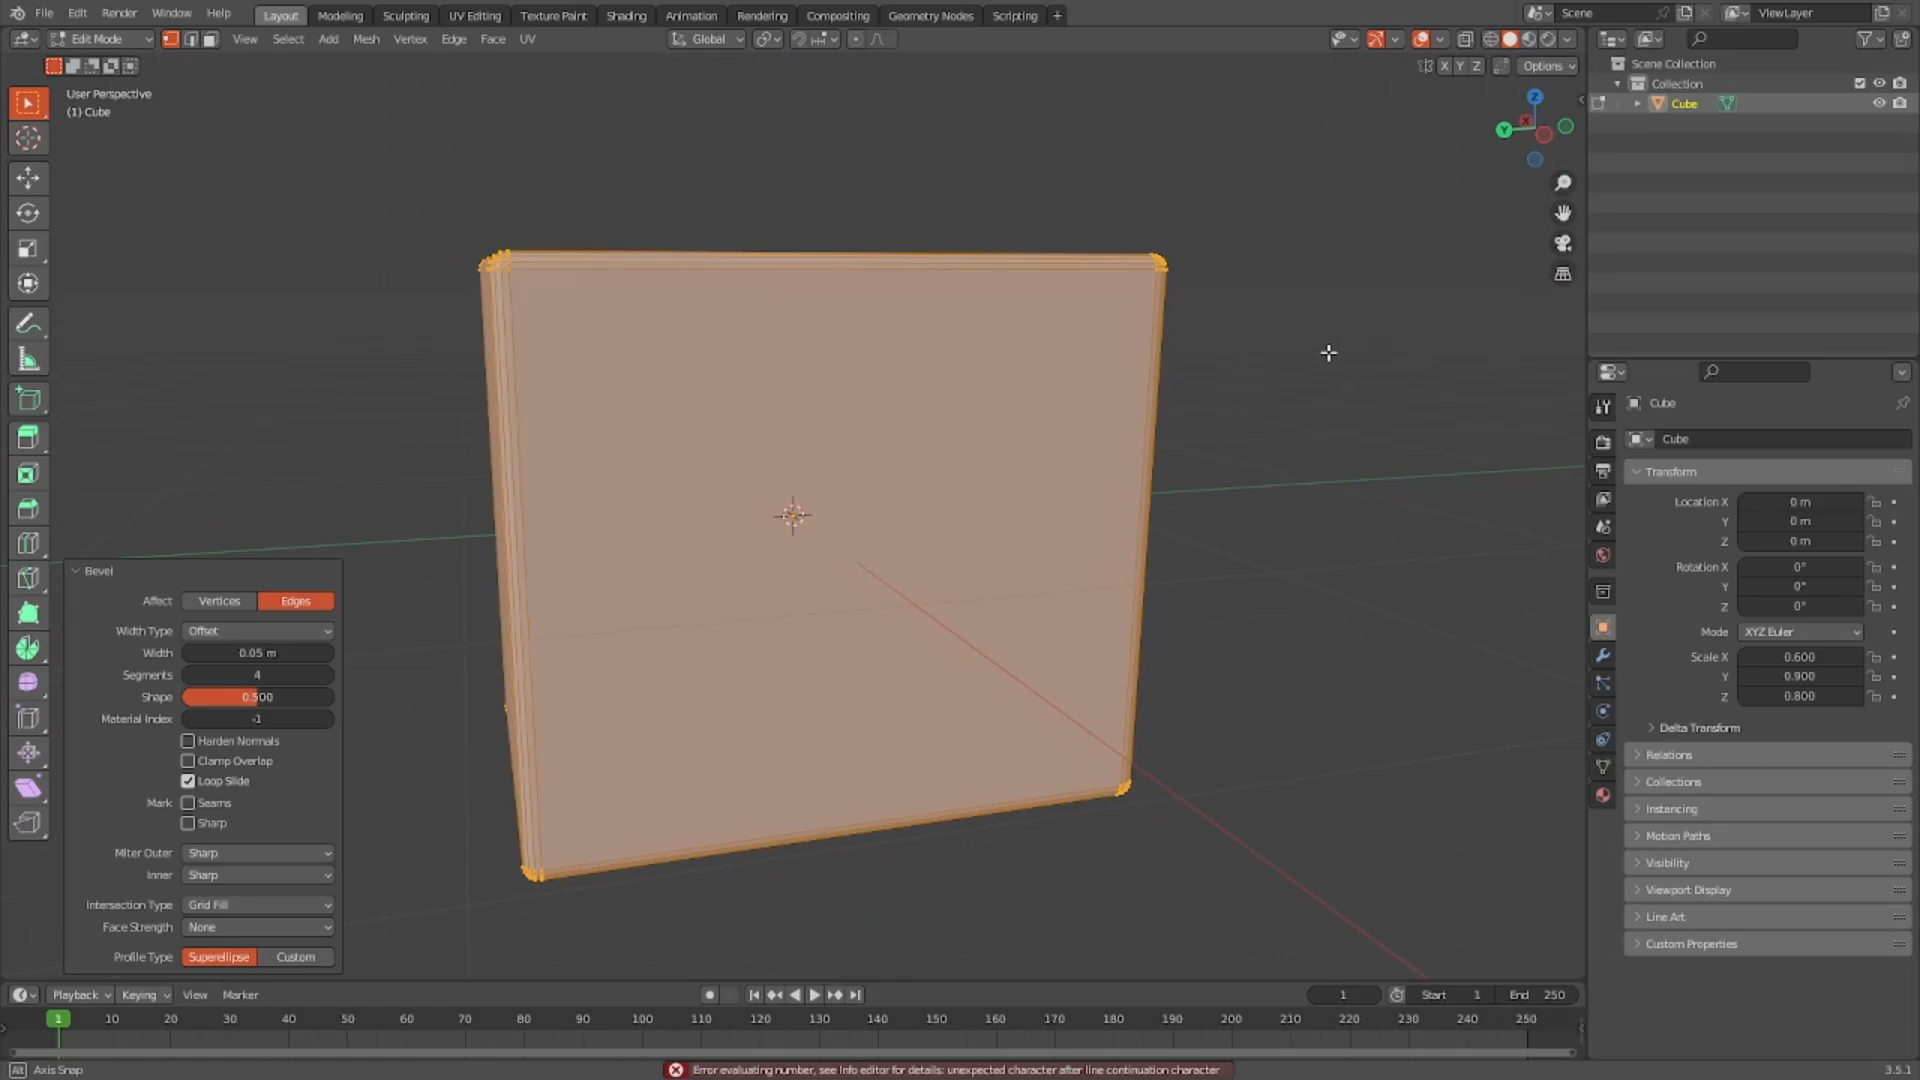 File Edit Render Window Help Layout Modeling Sculpting UV Editing Texture Paint Shading Animation Rendering Compositing Geometry Nodes Scripting + Scene ViewLayer
Edit Mode View Select Add Mesh Vertex Edge Face UV Global
X Y Z Options
User Perspective
(1) Cube
Z
Y
X
Scene Collection
Collection
Cube
Cube
Cube
Transform
Location X 0 m
Y 0 m
Z 0 m
Rotation X 0°
Y 0°
Z 0°
Mode XYZ Euler
Scale X 0.600
Y 0.900
Z 0.800
Delta Transform
Relations
Collections
Instancing
Motion Paths
Visibility
Viewport Display
Line Art
Custom Properties
Bevel
Affect Vertices Edges
Width Type Offset
Width 0.05 m
Segments 4
Shape 0.500
Material Index -1
Harden Normals
Clamp Overlap
Loop Slide
Mark Seams
Sharp
Miter Outer Sharp
Inner Sharp
Intersection Type Grid Fill
Face Strength None
Profile Type Superellipse Custom
Playback Keying View Marker 1 Start 1 End 250
1 10 20 30 40 50 60 70 80 90 100 110 120 130 140 150 160 170 180 190 200 210 220 230 240 250
Alt Axis Snap Error evaluating number, see Info editor for details: unexpected character after line continuation character 3.5.1